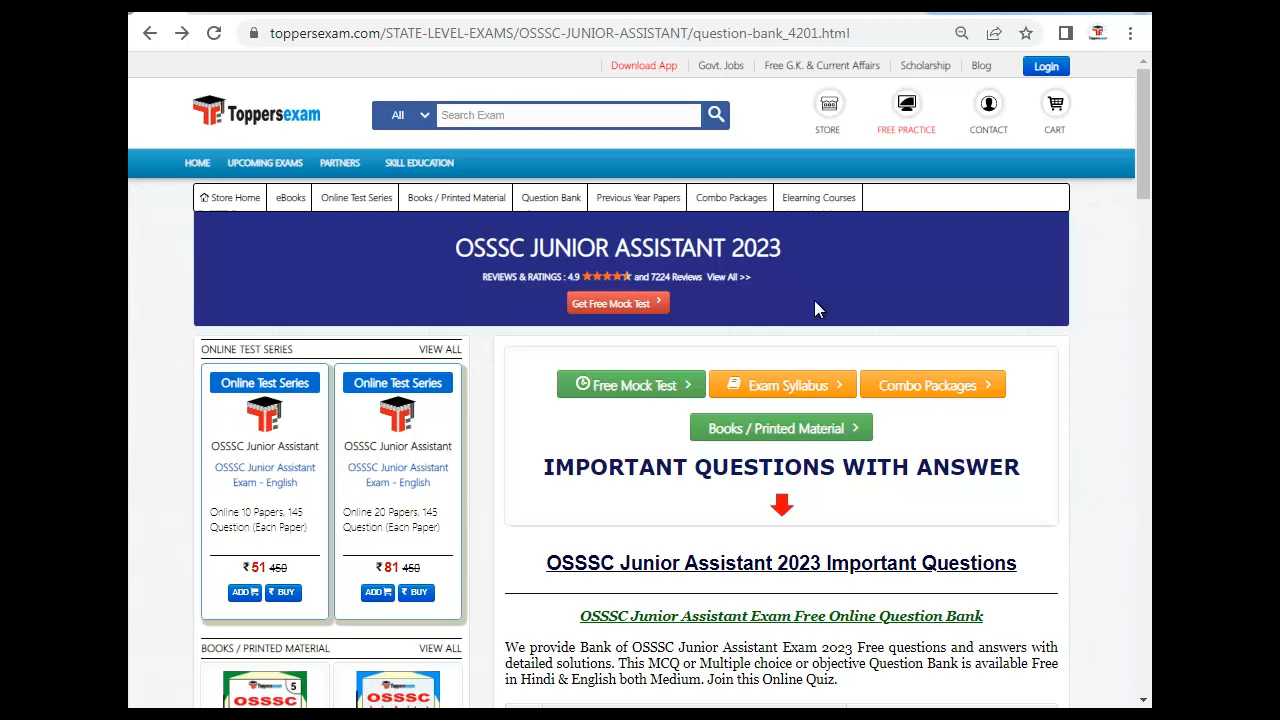 toppersexam.com/STATE-LEVEL-EXAMS/OSSSC-JUNIOR-ASSISTANT/question-bank_4201.html
Download App Govt. Jobs Free G.K. & Current Affairs Scholarship Blog Login
Toppersexam
All Search Exam
STORE FREE PRACTICE CONTACT CART
HOME UPCOMING EXAMS PARTNERS SKILL EDUCATION
Store Home eBooks Online Test Series Books / Printed Material Question Bank Previous Year Papers Combo Packages Elearning Courses
OSSSC JUNIOR ASSISTANT 2023
REVIEWS & RATINGS : 4.9 and 7224 Reviews View All >>
Get Free Mock Test
ONLINE TEST SERIES VIEW ALL
Online Test Series
OSSSC Junior Assistant
OSSSC Junior Assistant
Exam - English
Online 10 Papers, 145
Question (Each Paper)
₹ 51 450
ADD ₹ BUY
Online Test Series
OSSSC Junior Assistant
OSSSC Junior Assistant
Exam - English
Online 20 Papers, 145
Question (Each Paper)
₹ 81 450
ADD ₹ BUY
BOOKS / PRINTED MATERIAL VIEW ALL
Toppersexam 5
OSSSC
Toppersexam
OSSSC
Free Mock Test Exam Syllabus Combo Packages
Books / Printed Material
IMPORTANT QUESTIONS WITH ANSWER
OSSSC Junior Assistant 2023 Important Questions
OSSSC Junior Assistant Exam Free Online Question Bank
We provide Bank of OSSSC Junior Assistant Exam 2023 Free questions and answers with
detailed solutions. This MCQ or Multiple choice or objective Question Bank is available Free
in Hindi & English both Medium. Join this Online Quiz.